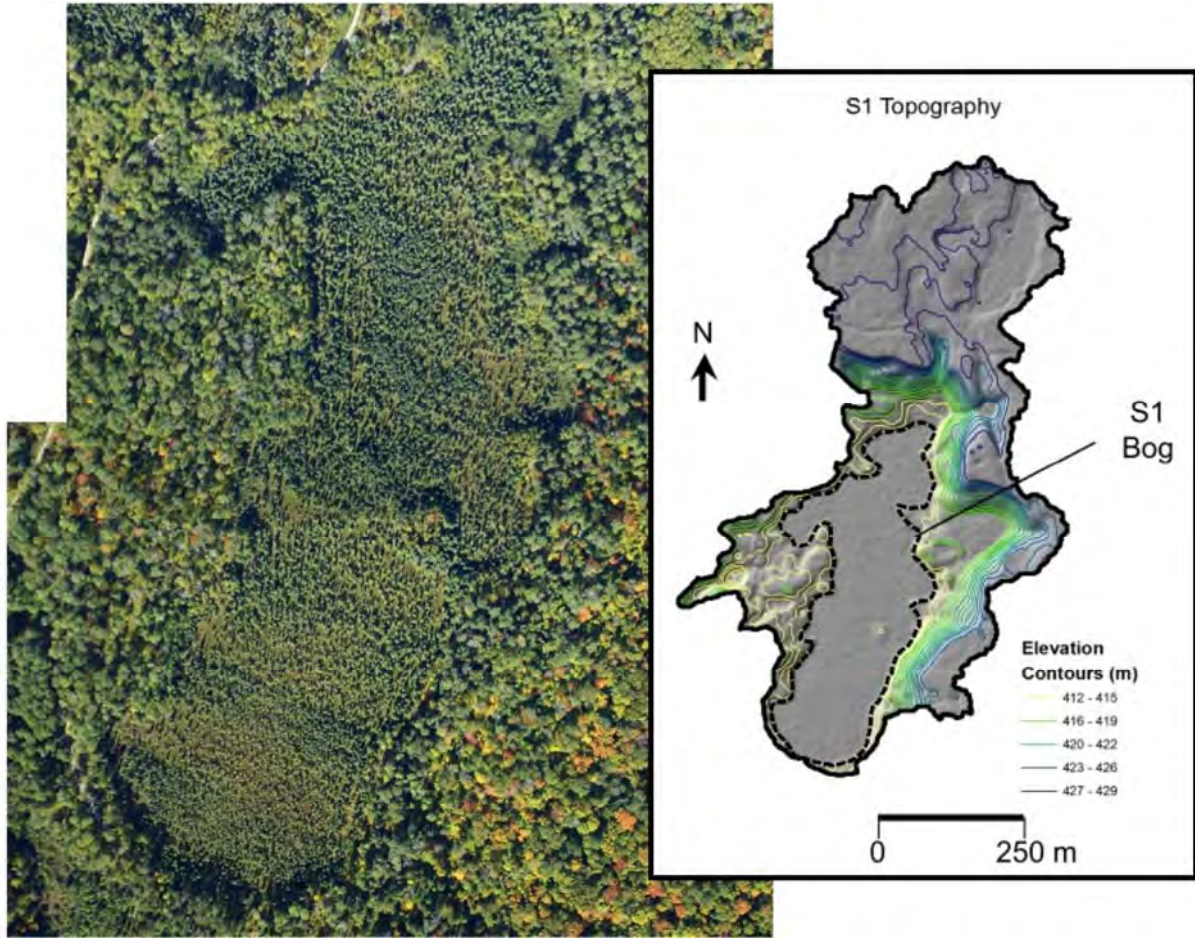 S1 Topography
N
S1
Bog
Elevation
Contours (m)
412 - 415
416 - 419
420 - 422
423 - 426
427 - 429
0 250 m